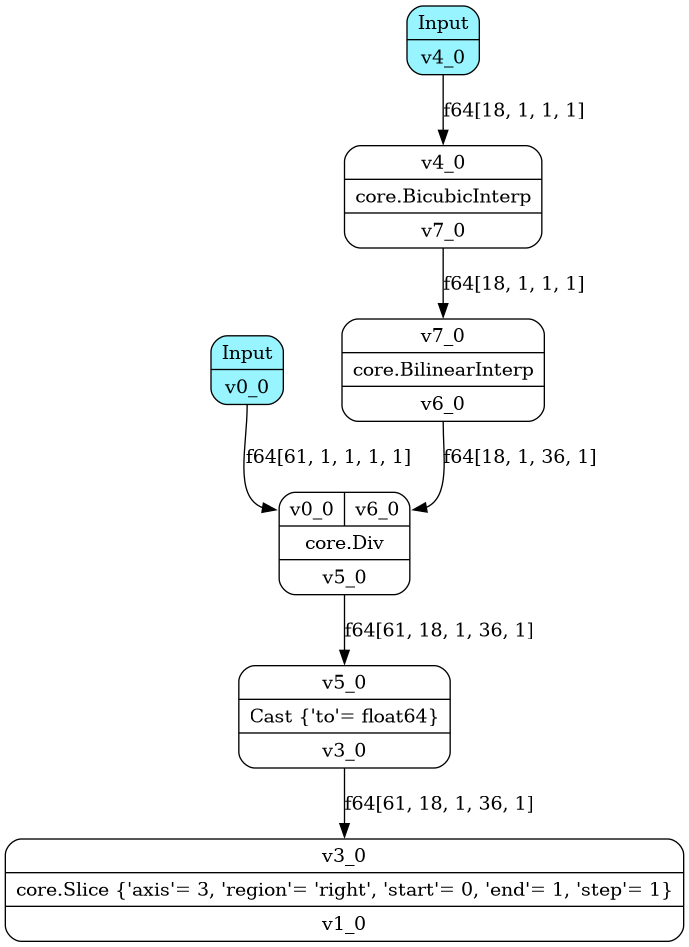 Input
v4_0
f64[18, 1, 1, 1]
v4_0
core.BicubicInterp
v7_0
f64[18, 1, 1, 1]
v7_0
core.BilinearInterp
v6_0
Input
v0_0
f64[61, 1, 1, 1, 1]
f64[18, 1, 36, 1]
v0_0 v6_0
core.Div
v5_0
f64[61, 18, 1, 36, 1]
v5_0
Cast {'to'= float64}
v3_0
f64[61, 18, 1, 36, 1]
v3_0
core.Slice {'axis'= 3, 'region'= 'right', 'start'= 0, 'end'= 1, 'step'= 1}
v1_0